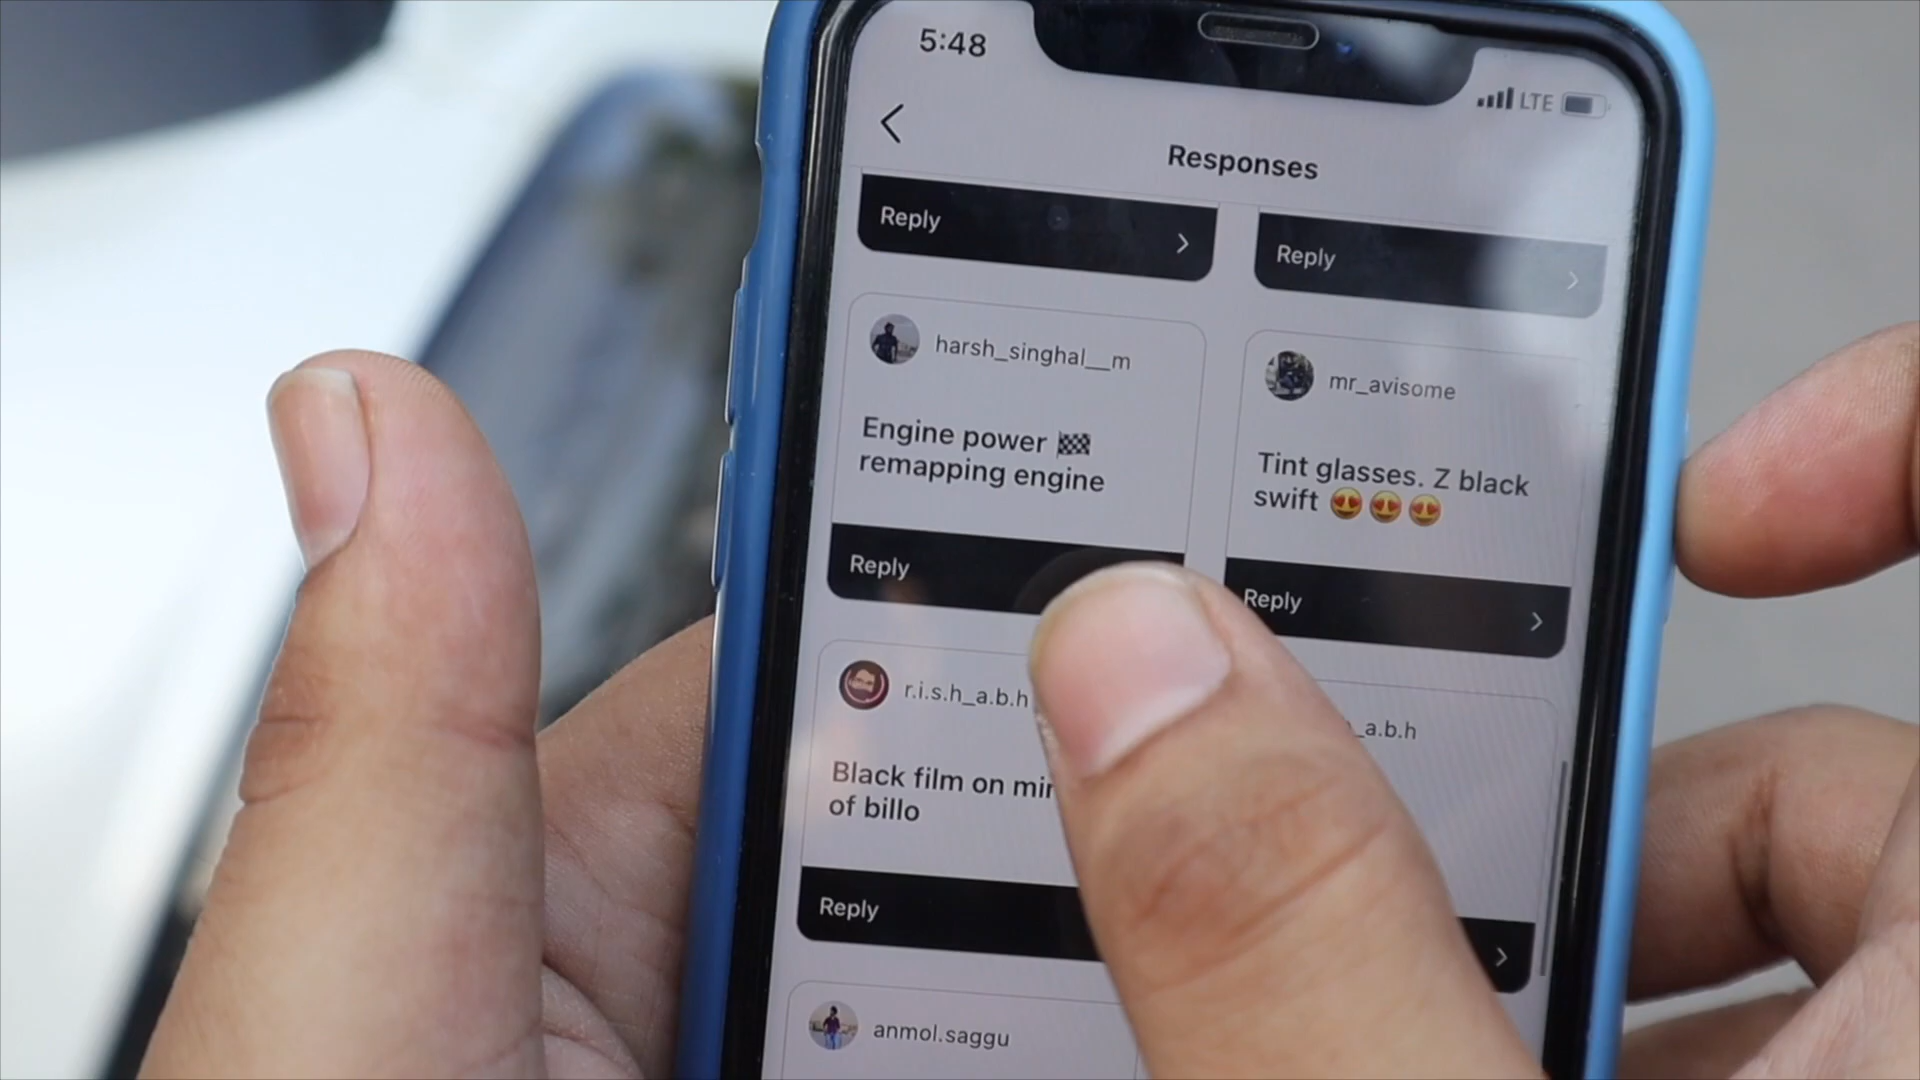 5:48
LTE
Responses
Reply
Reply
harsh_singhal__m
Engine power 🏁
remapping engine
Reply
mr_avisome
Tint glasses. Z black
swift 😍😍😍
Reply
r.i.s.h_a.b.h
Black film on
of billo
Reply
_a.b.h
anmol.saggu